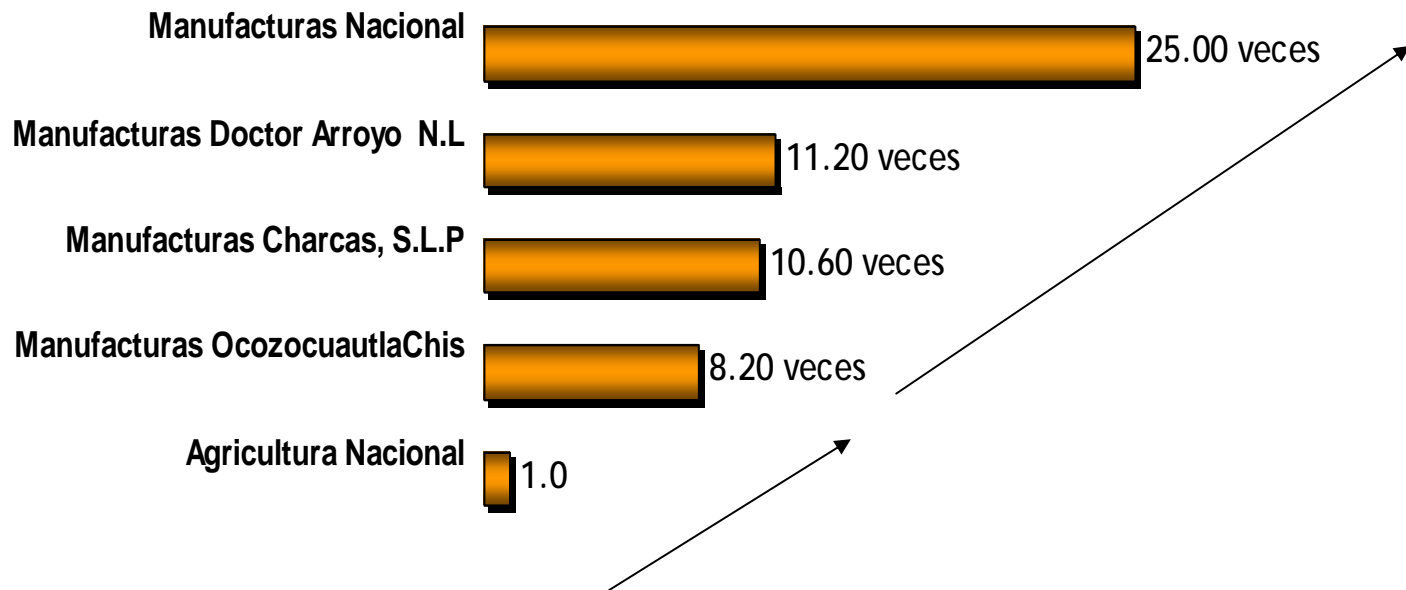 Manufacturas Nacional
25.00 veces
Manufacturas Doctor Arroyo N.L
11.20 veces
Manufacturas Charcas, S.L.P
10.60 veces
Manufacturas OcozocuautlaChis
8.20 veces
Agricultura Nacional
1.0